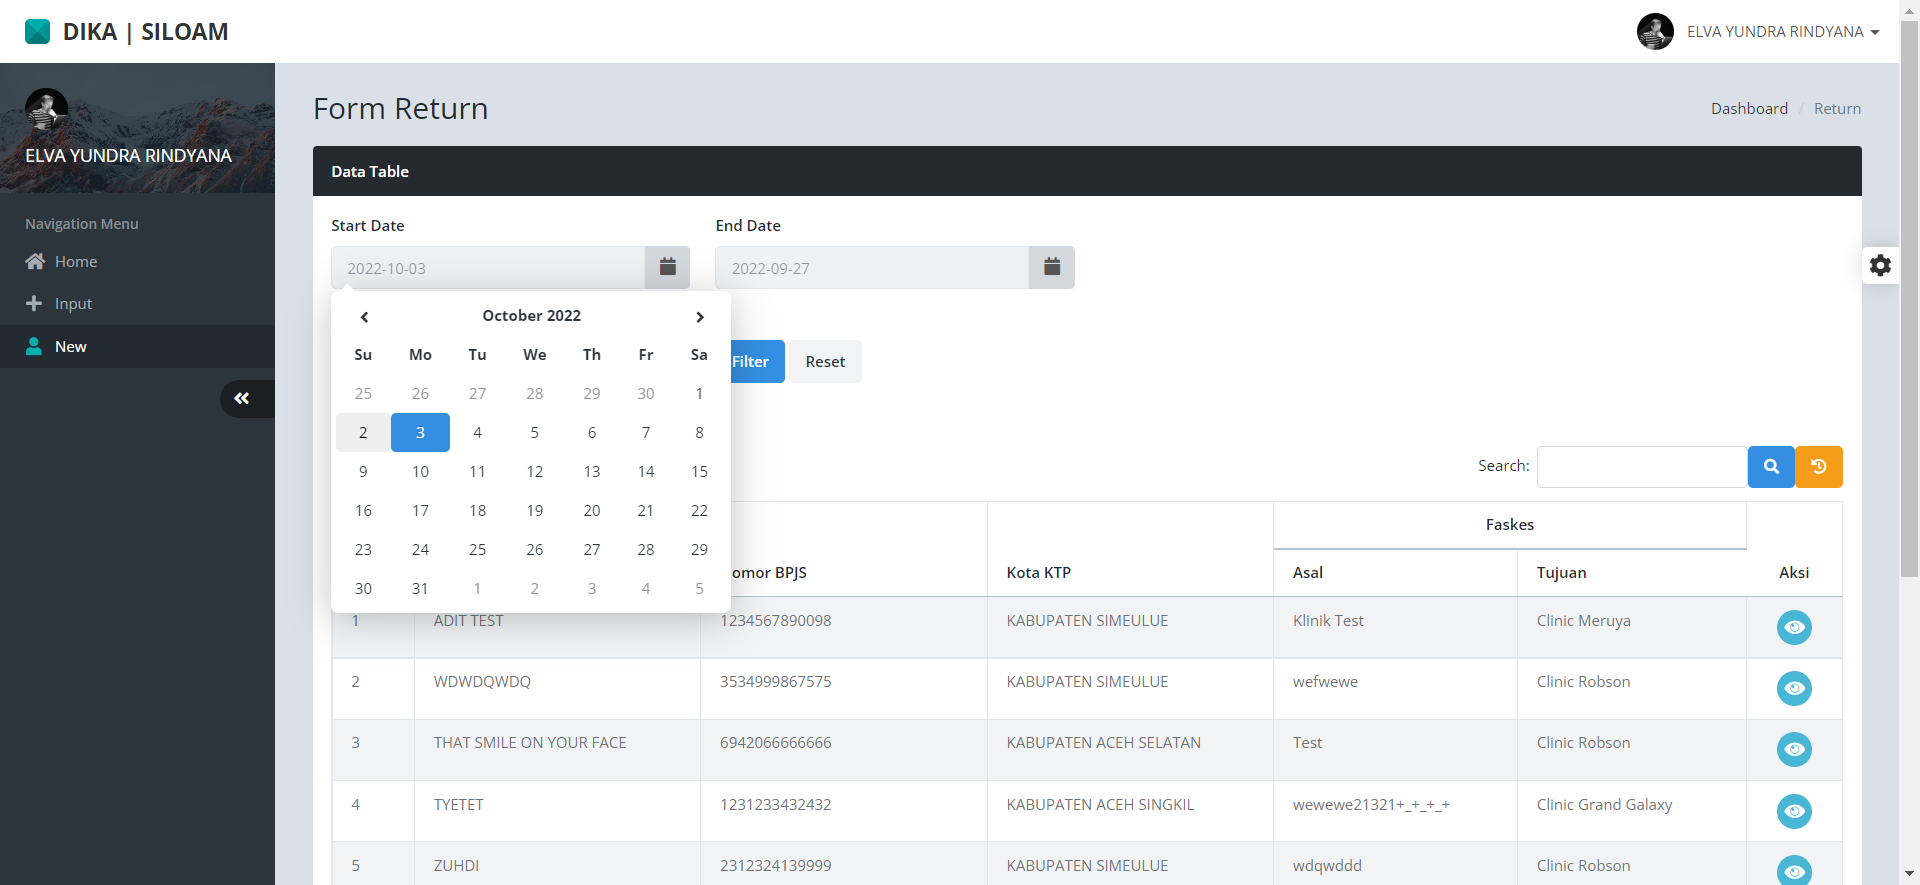 DIKA | SILOAM
ELVA YUNDRA RINDYANA
ELVA YUNDRA RINDYANA
Navigation Menu
Home
Input
New
Form Return
Dashboard / Return
Data Table
Start Date End Date
2022-10-03 2022-09-27
October 2022
Su Mo Tu We Th Fr Sa
25 26 27 28 29 30 1
2 3 4 5 6 7 8
9 10 11 12 13 14 15
16 17 18 19 20 21 22
23 24 25 26 27 28 29
30 31 1 2 3 4 5
Filter Reset
Search:
Faskes
omor BPJS Kota KTP Asal Tujuan Aksi
1 ADIT TEST 1234567890098 KABUPATEN SIMEULUE Klinik Test Clinic Meruya
2 WDWDQWDQ 3534999867575 KABUPATEN SIMEULUE wefwewe Clinic Robson
3 THAT SMILE ON YOUR FACE 6942066666666 KABUPATEN ACEH SELATAN Test Clinic Robson
4 TYETET 1231233432432 KABUPATEN ACEH SINGKIL wewewe21321+_+_+_+ Clinic Grand Galaxy
5 ZUHDI 2312324139999 KABUPATEN SIMEULUE wdqwddd Clinic Robson